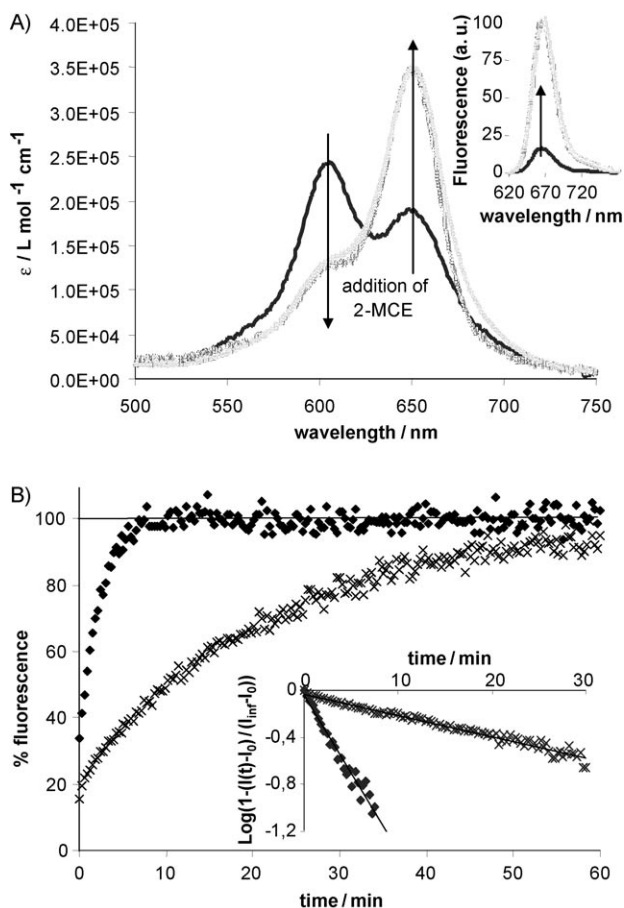 A)
ε / L mol⁻¹ cm⁻¹
4.0E+05
3.5E+05
3.0E+05
2.5E+05
2.0E+05
1.5E+05
1.0E+05
5.0E+04
0.0E+00
500 550 600 650 700 750
wavelength / nm
addition of
2-MCE
Fluorescence (a. u.)
100
75
50
25
0
620 670 720
wavelength / nm
B)
% fluorescence
100
80
60
40
20
0
0 10 20 30 40 50 60
time / min
time / min
0 10 20 30
0
-0,4
-0,8
-1,2
Log(1-(I(t)-I₀)/(Iᵢₙf-I₀))